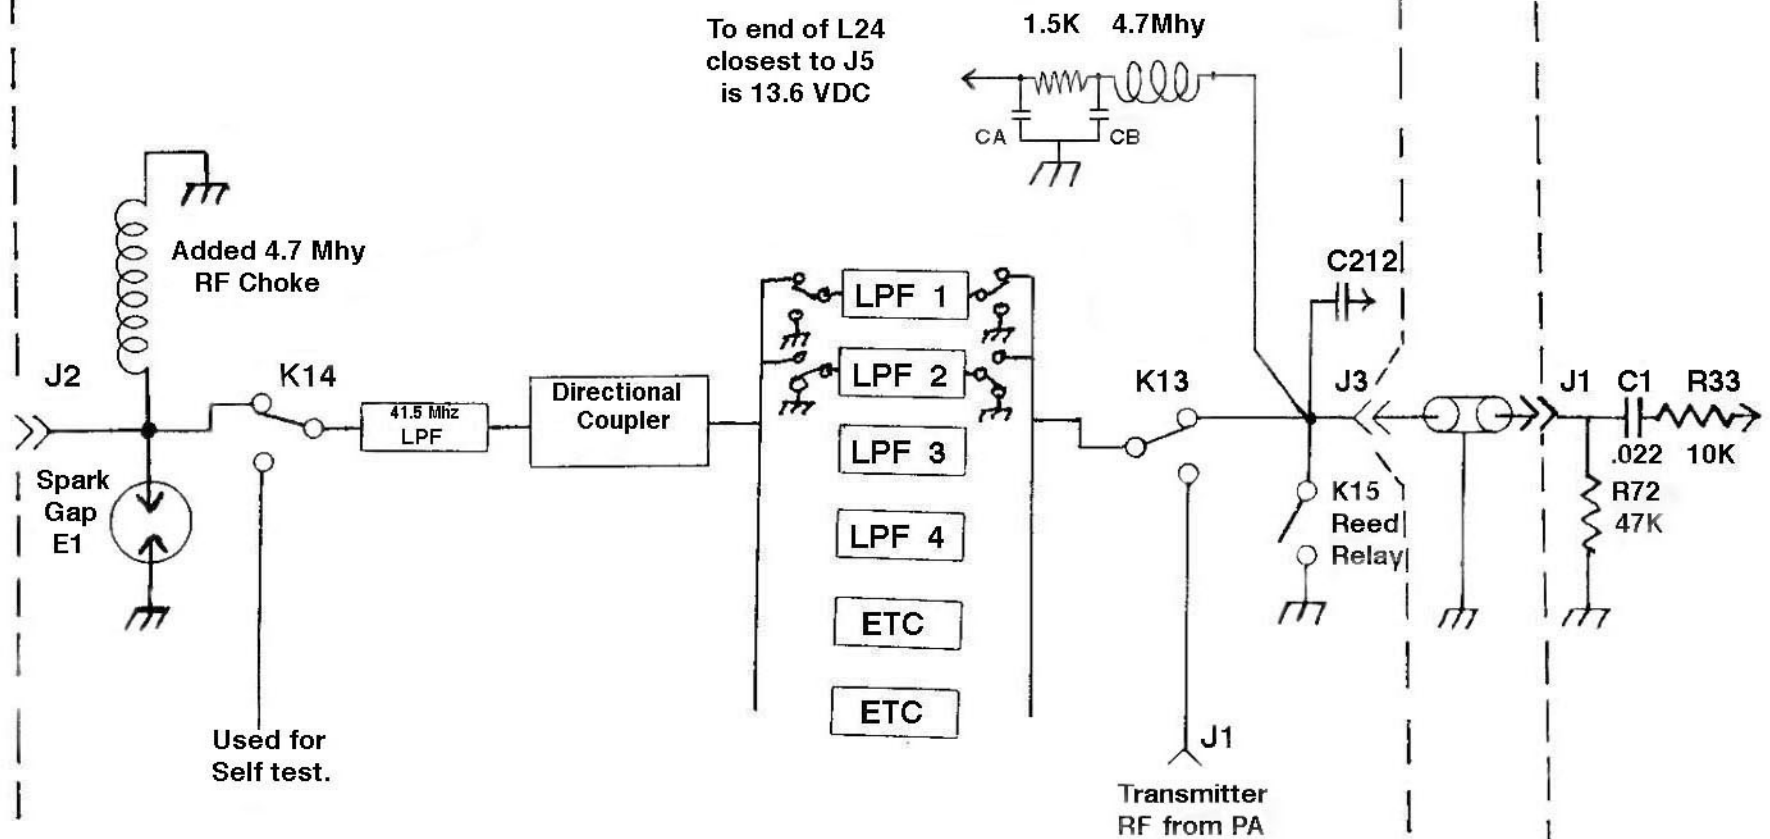 To end of L24
closest to J5
is 13.6 VDC
1.5K
4.7Mhy
CA
CB
Added 4.7 Mhy
RF Choke
C212
LPF 1
J2
K14
41.5 Mhz
LPF
Directional
Coupler
LPF 2
K13
J3
J1
C1
R33
.022
10K
LPF 3
Spark
Gap
E1
K15
Reed
Relay
R72
47K
LPF 4
ETC
ETC
Used for
Self test.
J1
Transmitter
RF from PA